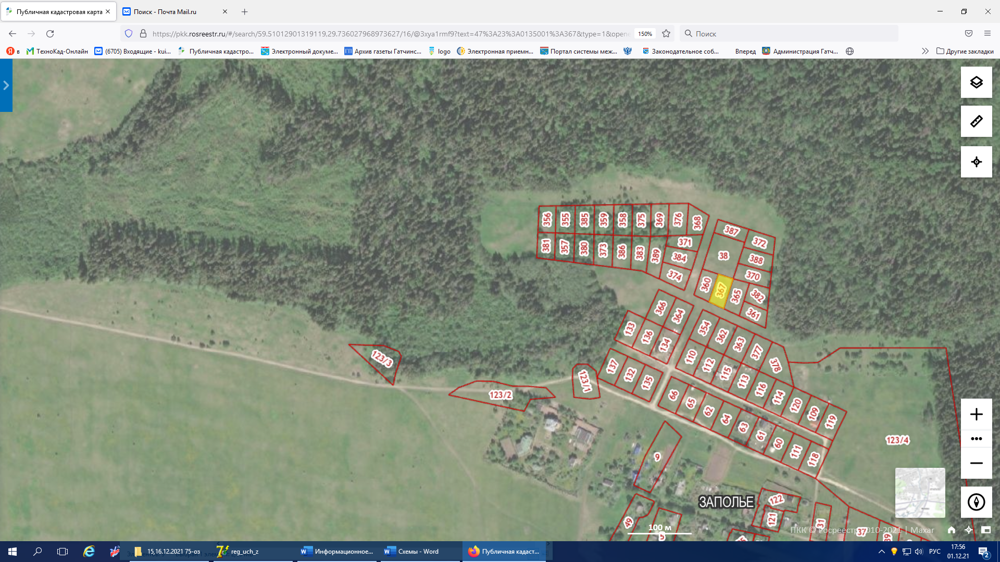 Публичная кадастровая карта
Поиск - Почта Mail.ru
https://pkk.rosreestr.ru/#/search/59.51012901319119,29.736027968973627/16/@3xya1rmf9?text=47%3A23%3A0135001%3A367&type=1&opene
150%
Поиск
в
ТехноКад-Онлайн
(6705) Входящие - kui...
Публичная кадастро...
Электронный докуме...
Архив газеты Гатчинс...
logo
Электронная приемн...
Портал системы меж...
Законодательное соб...
Вперед
Администрация Гатч...
Другие закладки
356 355 385 359 358 375 369 376 368
381 357 380 373 386 383 389 371
384
374
387
372
38
388
370
360 367 365 382
361
366 364
133 136 134
354 362 363 377 378
110 112 115 113 116 114 120 109 119
137 132 135
66 65 62 64 63 61 60 111 118
123/3
123/2
123/1
123/4
9
ЗАПОЛЬЕ
122
121
49
5
31
37
39
100 м
ПКК © Росреестр 2010-2021 | Maxar
15,16.12.2021 75-оз
reg_uch_z
Информационное...
Схемы - Word
Публичная кадаст...
РУС
17:56
01.12.21
2